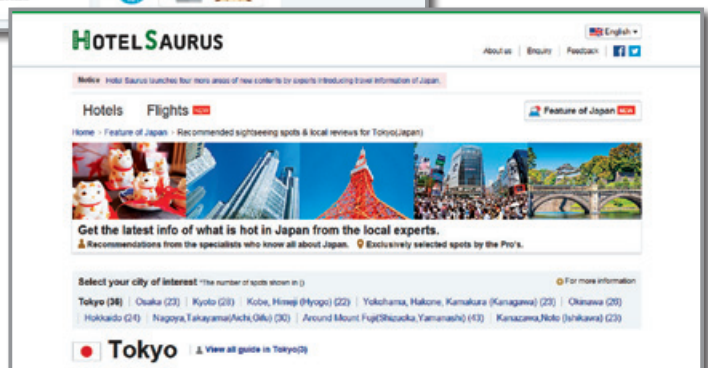 HOTELSAURUS
English
About us | Enquiry | Feedback
Notice Hotel Saurus launches four more areas of new contents by experts introducing travel information of Japan.
Hotels Flights NEW
Feature of Japan NEW
Home > Feature of Japan > Recommended sightseeing spots & local reviews for Tokyo(Japan)
Get the latest info of what is hot in Japan from the local experts.
Recommendations from the specialists who know all about Japan. Exclusively selected spots by the Pro's.
Select your city of interest *The number of spots shown in ()
For more information
Tokyo (36) | Osaka (23) | Kyoto (28) | Kobe, Himeji (Hyogo) (22) | Yokohama, Hakone, Kamakura (Kanagawa) (23) | Okinawa (20)
Hokkaido (24) | Nagoya,Takayama(Aichi,Gifu) (30) | Around Mount Fuji(Shizuoka,Yamanashi) (43) | Kanazawa,Noto (Ishikawa) (23)
Tokyo | View all guide in Tokyo(3)